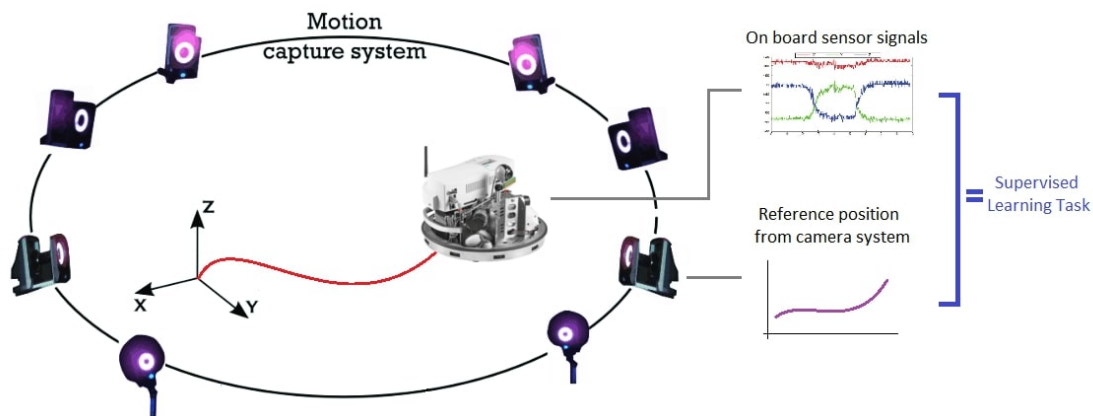 Motion
capture system
On board sensor signals
Z
X
Y
Reference position
from camera system
Supervised
Learning Task